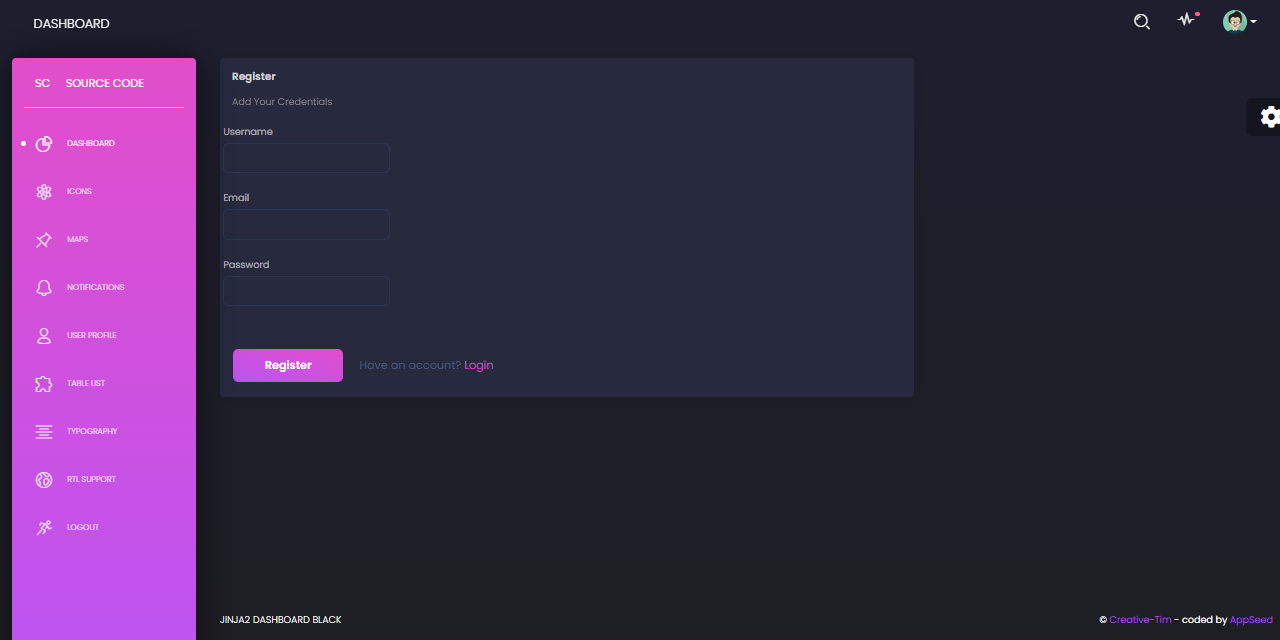 DASHBOARD
SC SOURCE CODE
DASHBOARD
ICONS
MAPS
NOTIFICATIONS
USER PROFILE
TABLE LIST
TYPOGRAPHY
RTL SUPPORT
LOGOUT
Register
Add Your Credentials
Username
Email
Password
Register Have an account? Login
JINJA2 DASHBOARD BLACK
© Creative-Tim - coded by AppSeed